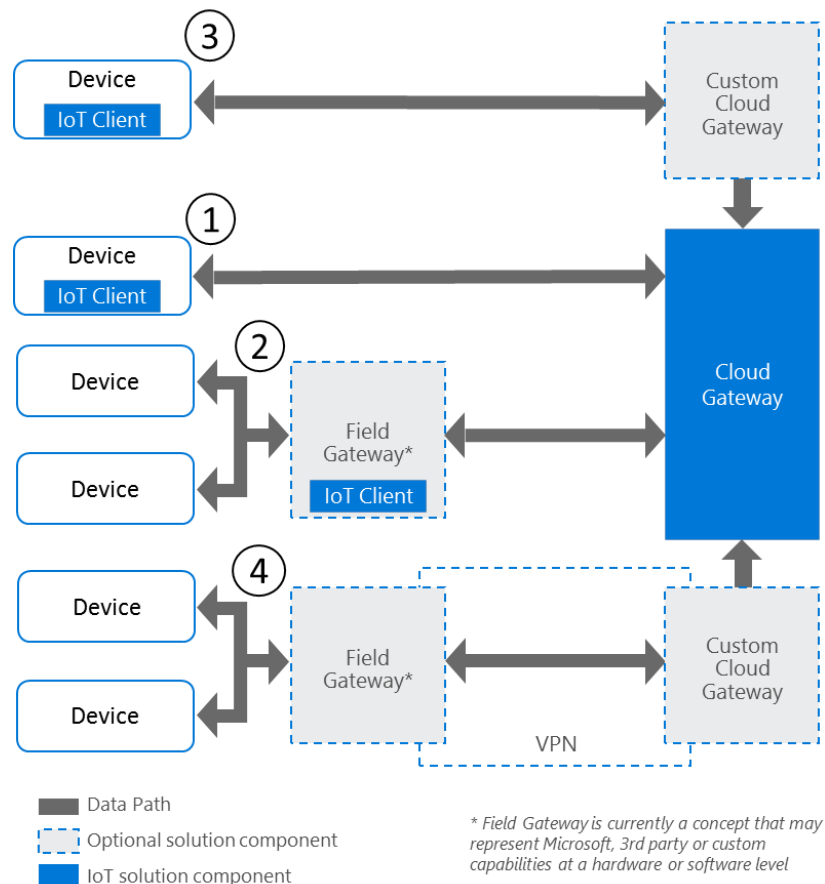 3
Device
IoT Client
Custom
Cloud
Gateway
1
Device
IoT Client
Cloud
Gateway
2
Device
Device
Field
Gateway*
IoT Client
4
Device
Device
Field
Gateway*
VPN
Custom
Cloud
Gateway
Data Path
Optional solution component
IoT solution component
* Field Gateway is currently a concept that may
represent Microsoft, 3rd party or custom
capabilities at a hardware or software level